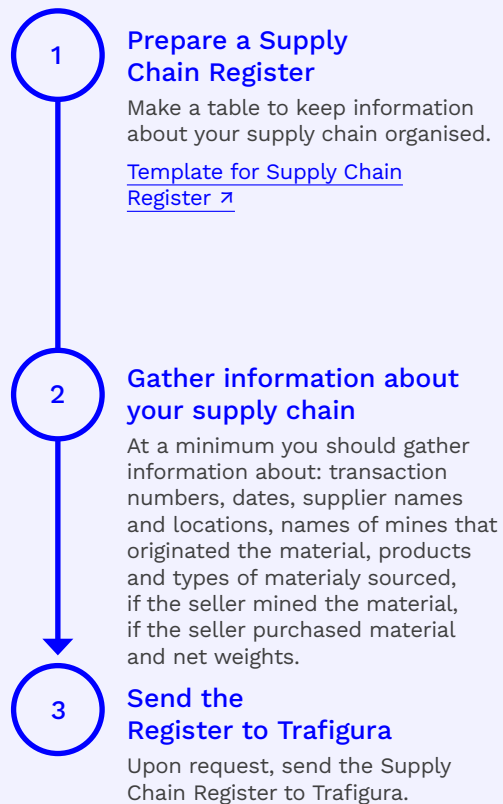 1
Prepare a Supply
Chain Register
Make a table to keep information
about your supply chain organised.
Template for Supply Chain
Register ↗
2
Gather information about
your supply chain
At a minimum you should gather
information about: transaction
numbers, dates, supplier names
and locations, names of mines that
originated the material, products
and types of materialy sourced,
if the seller mined the material,
if the seller purchased material
and net weights.
3
Send the
Register to Trafigura
Upon request, send the Supply
Chain Register to Trafigura.